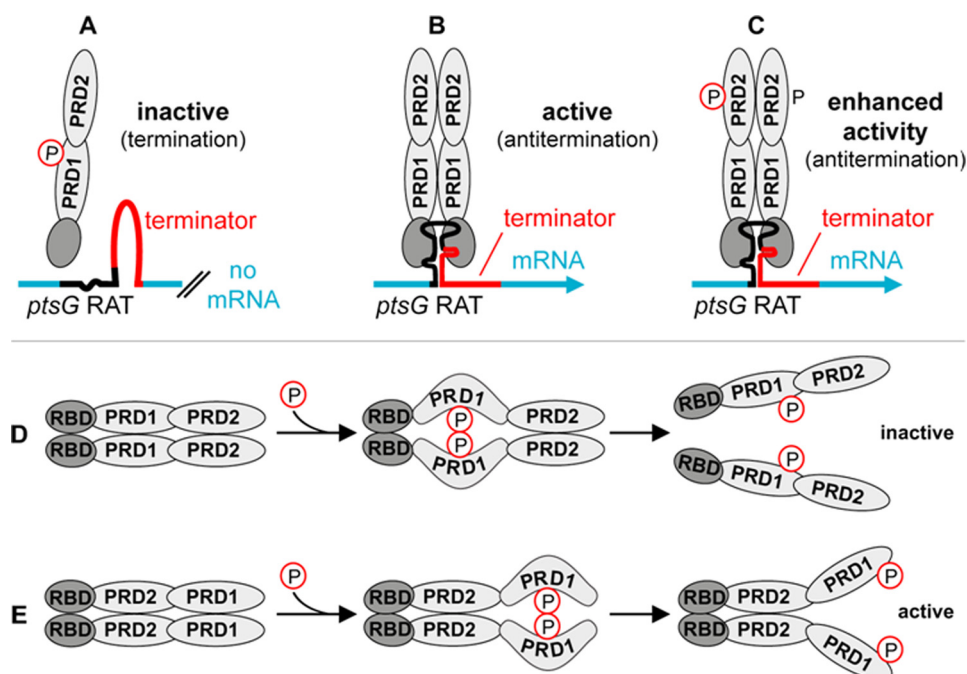 A
B
C
PRD2
PRD1
P
inactive
(termination)
terminator
no
mRNA
ptsG RAT
PRD2
PRD2
PRD1
PRD1
active
(antitermination)
terminator
mRNA
ptsG RAT
P
PRD2
PRD2
P
PRD1
PRD1
enhanced
activity
(antitermination)
terminator
mRNA
ptsG RAT
D
RBD PRD1 PRD2
RBD PRD1 PRD2
P
RBD PRD1 PRD2
P
P
RBD PRD1 PRD2
RBD PRD1 PRD2
P
P
RBD PRD1 PRD2
inactive
E
RBD PRD2 PRD1
RBD PRD2 PRD1
P
RBD PRD2 PRD1
P
P
RBD PRD2 PRD1
RBD PRD2 PRD1
P
RBD PRD2 PRD1
P
active